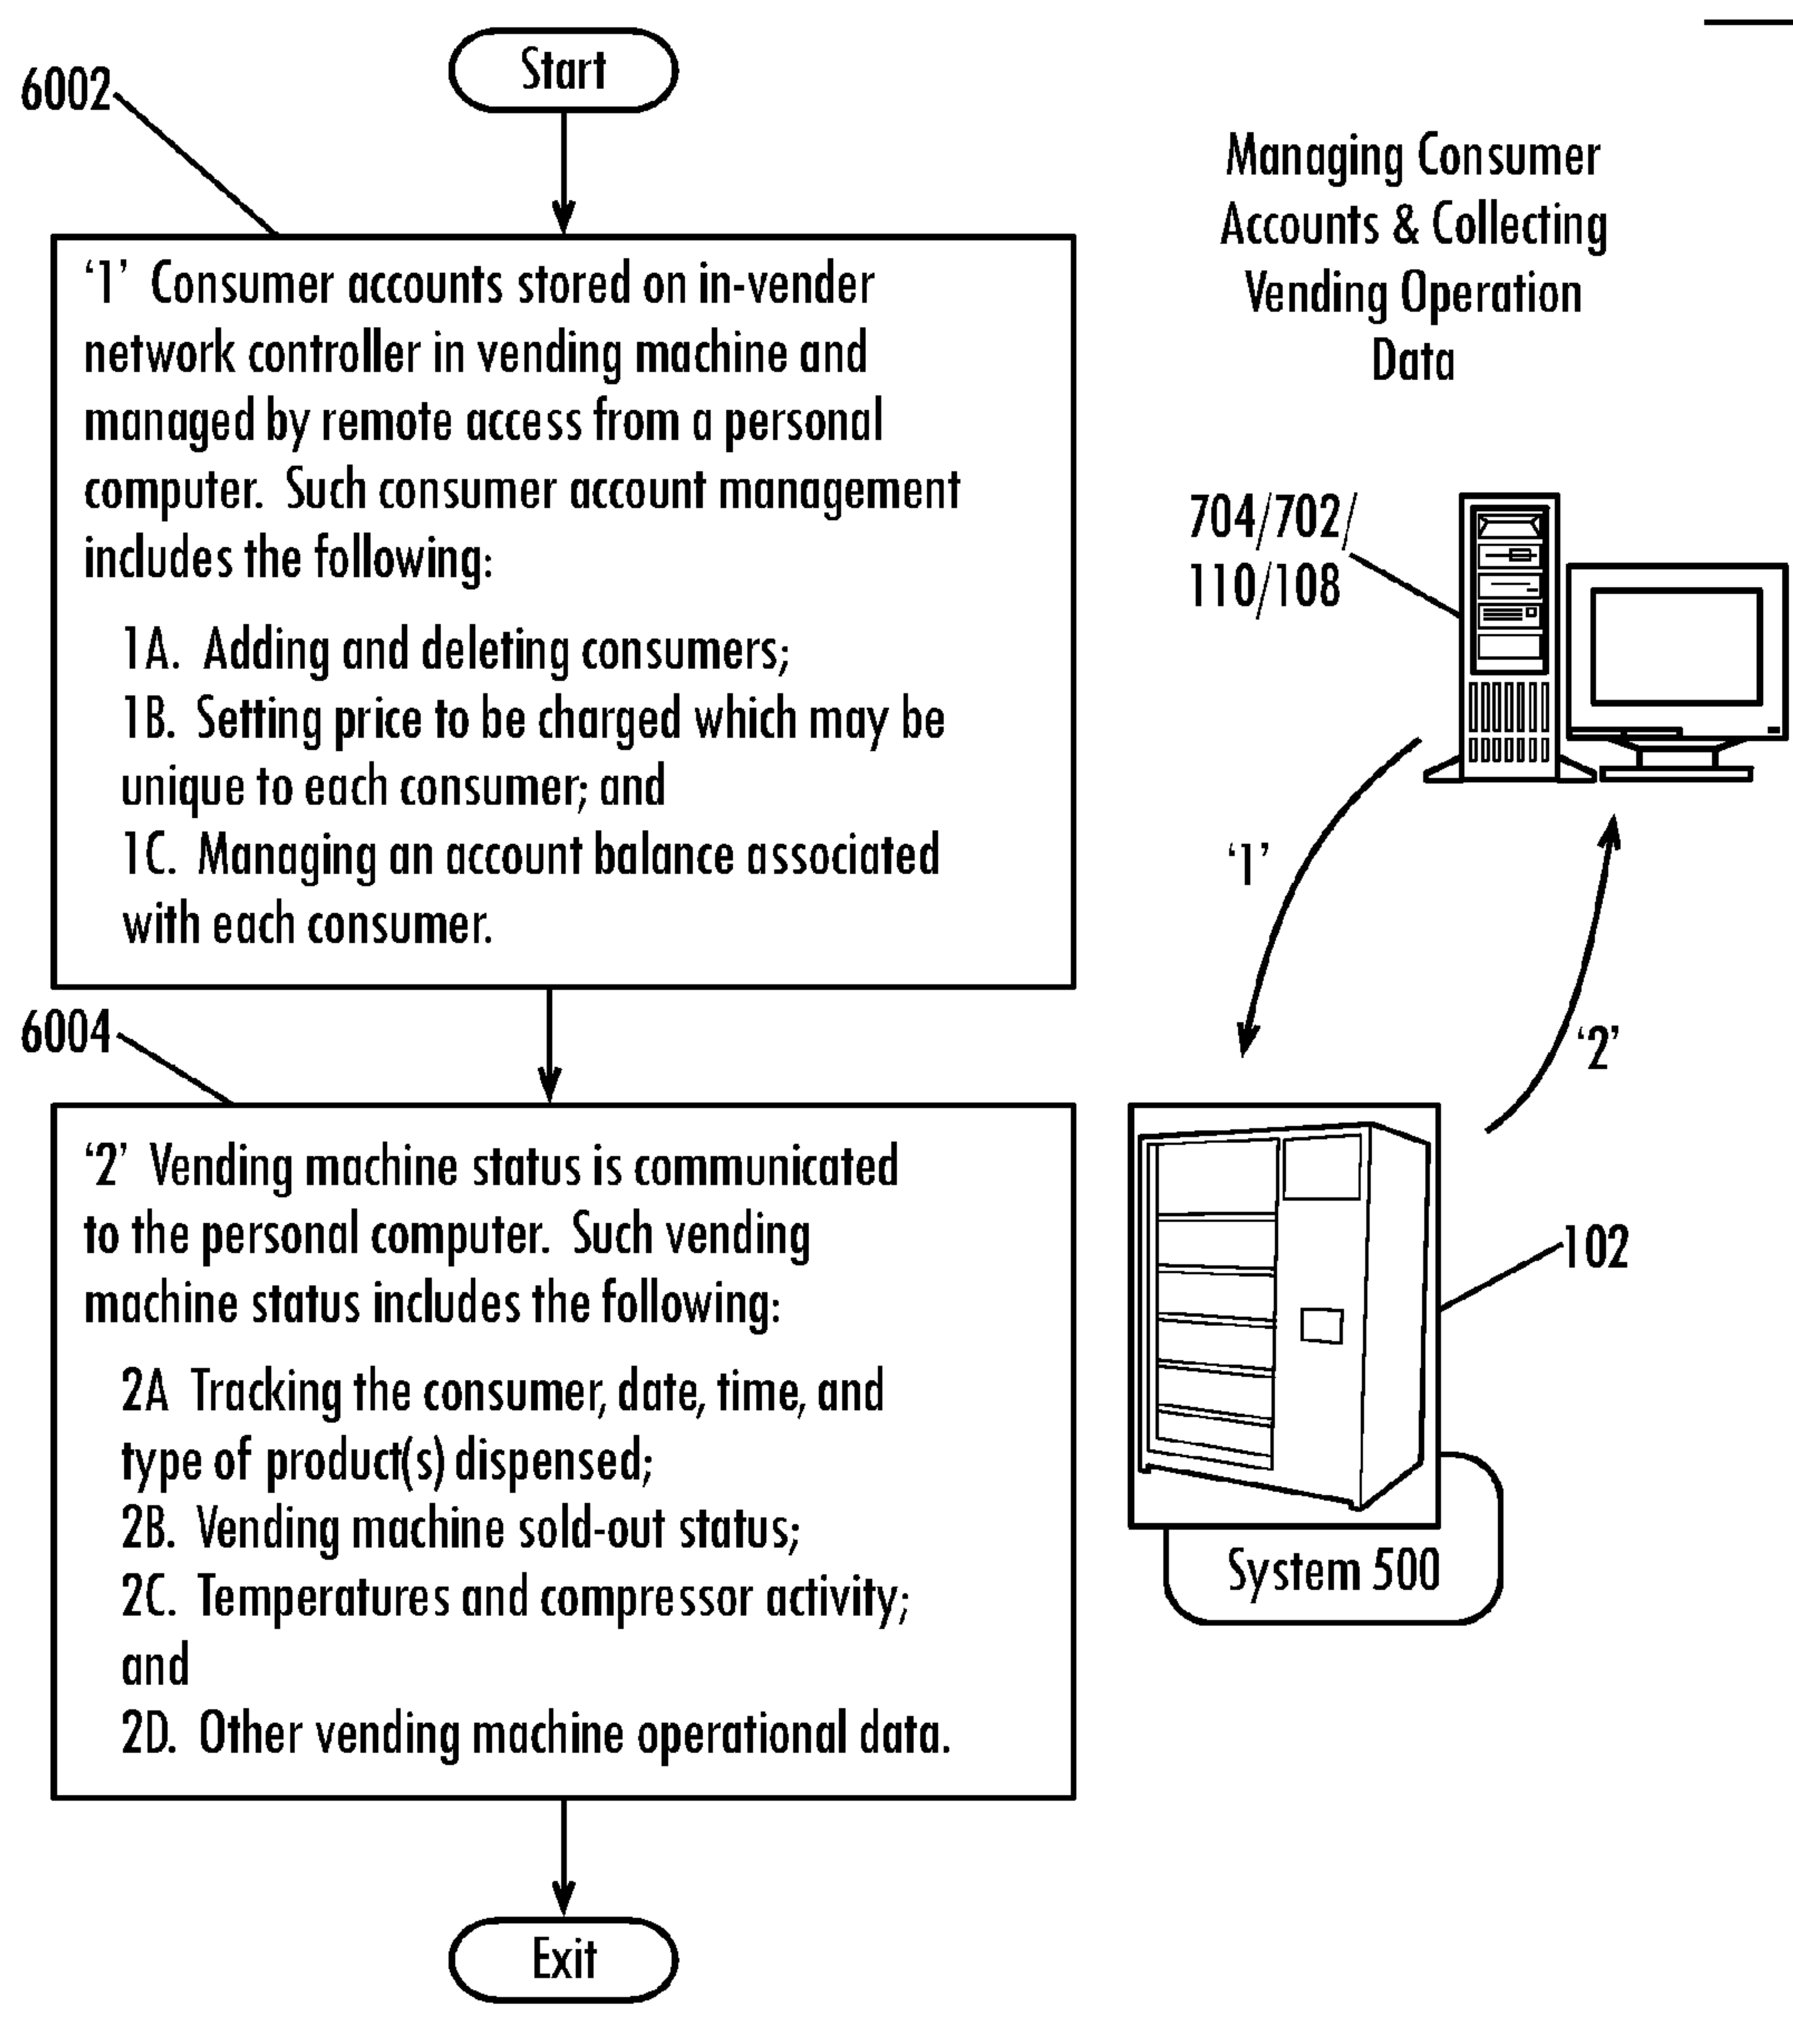 Start
6002
‘1’ Consumer accounts stored on in-vender
network controller in vending machine and
managed by remote access from a personal
computer. Such consumer account management
includes the following:
1A. Adding and deleting consumers;
1B. Setting price to be charged which may be
unique to each consumer; and
1C. Managing an account balance associated
with each consumer.
6004
‘2’ Vending machine status is communicated
to the personal computer. Such vending
machine status includes the following:
2A Tracking the consumer, date, time, and
type of product(s) dispensed;
2B. Vending machine sold-out status;
2C. Temperatures and compressor activity;
and
2D. Other vending machine operational data.
Exit
Managing Consumer
Accounts & Collecting
Vending Operation
Data
704/702/
110/108
‘1’
‘2’
102
System 500